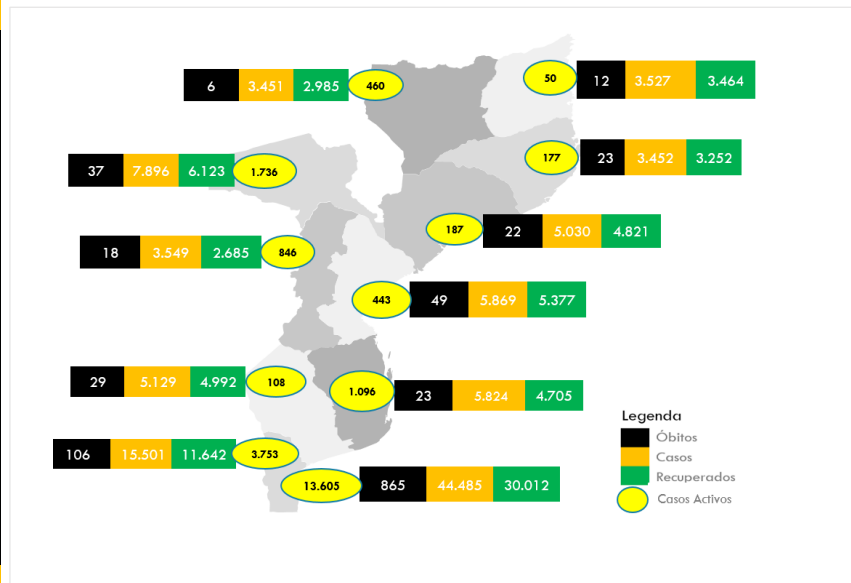 6 3.451 2.985 460
50 12 3.527 3.464
37 7.896 6.123 1.736
177 23 3.452 3.252
18 3.549 2.685 846
187 22 5.030 4.821
443 49 5.869 5.377
29 5.129 4.992 108
1.096 23 5.824 4.705
106 15.501 11.642 3.753
13.605 865 44.485 30.012
Legenda
Óbitos
Casos
Recuperados
Casos Activos